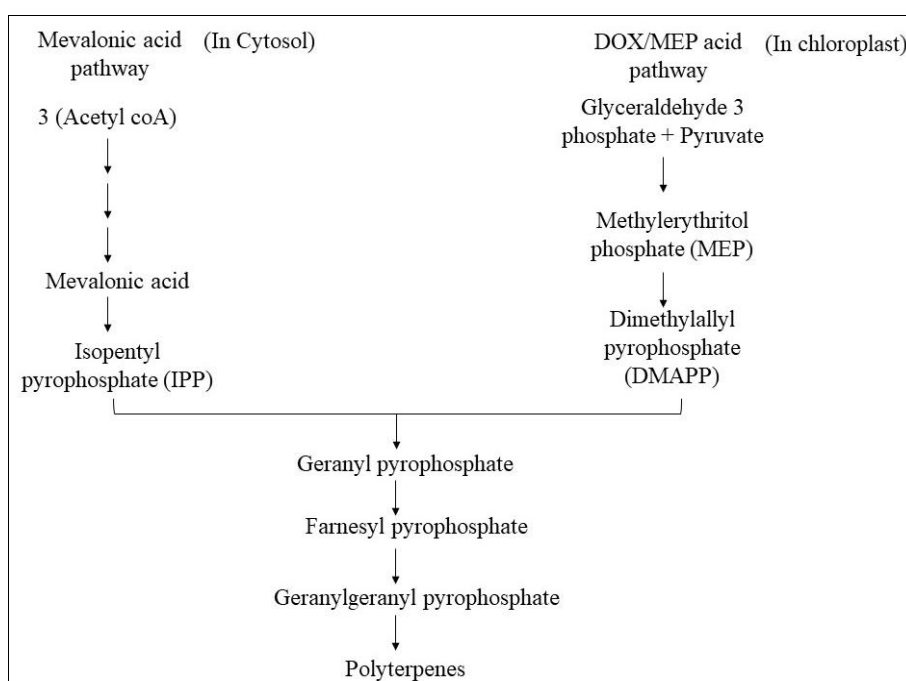 Mevalonic acid
pathway
(In Cytosol)
DOX/MEP acid
pathway
(In chloroplast)
3 (Acetyl coA)
Glyceraldehyde 3
phosphate + Pyruvate
Methylerythritol
phosphate (MEP)
Mevalonic acid
Dimethylallyl
pyrophosphate
(DMAPP)
Isopentyl
pyrophosphate (IPP)
Geranyl pyrophosphate
Farnesyl pyrophosphate
Geranylgeranyl pyrophosphate
Polyterpenes